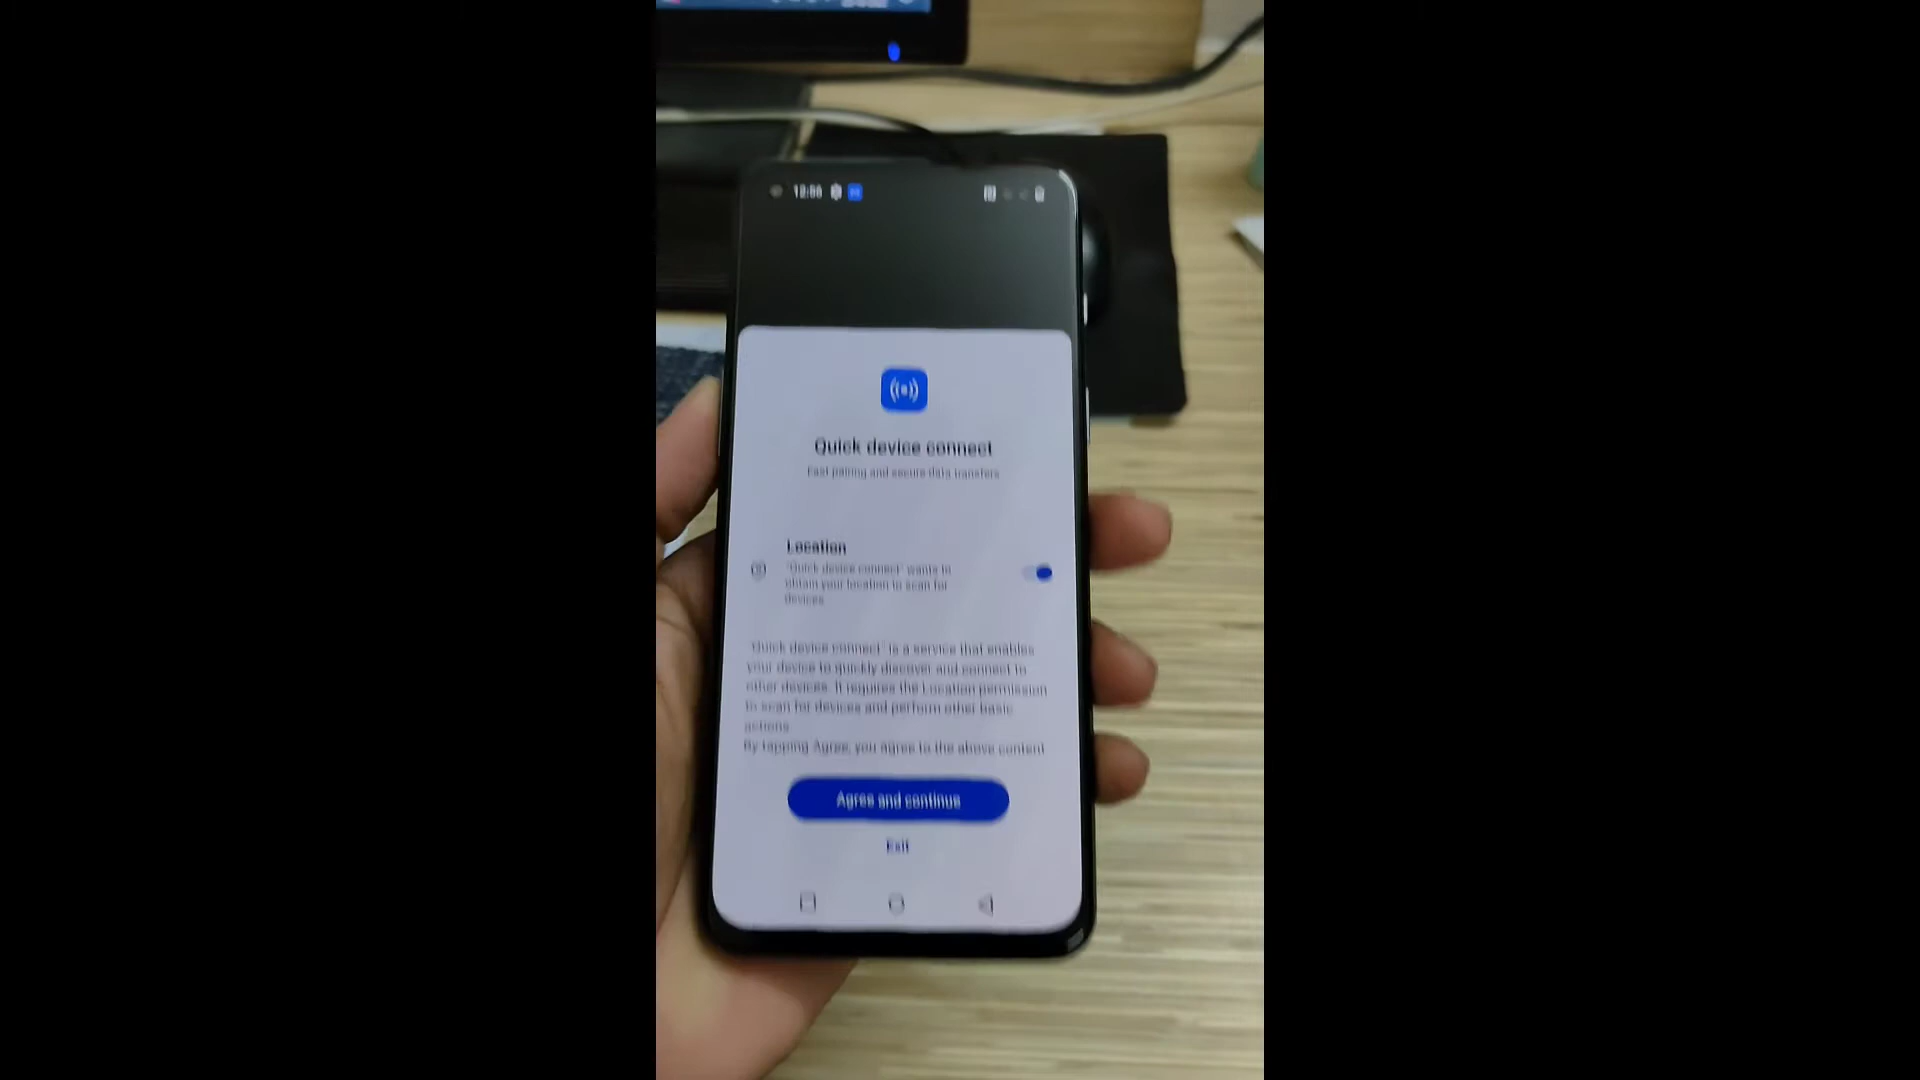 Quick device connect
Fast pairing and secure data transfers
Location
"Quick device connect" wants to
obtain your location to scan for
devices
"Quick device connect" is a service that enables
your device to quickly discover and connect to
other devices. It requires the Location permission
to scan for devices and perform other basic
actions.
By tapping Agree, you agree to the above content
Agree and continue
Exit